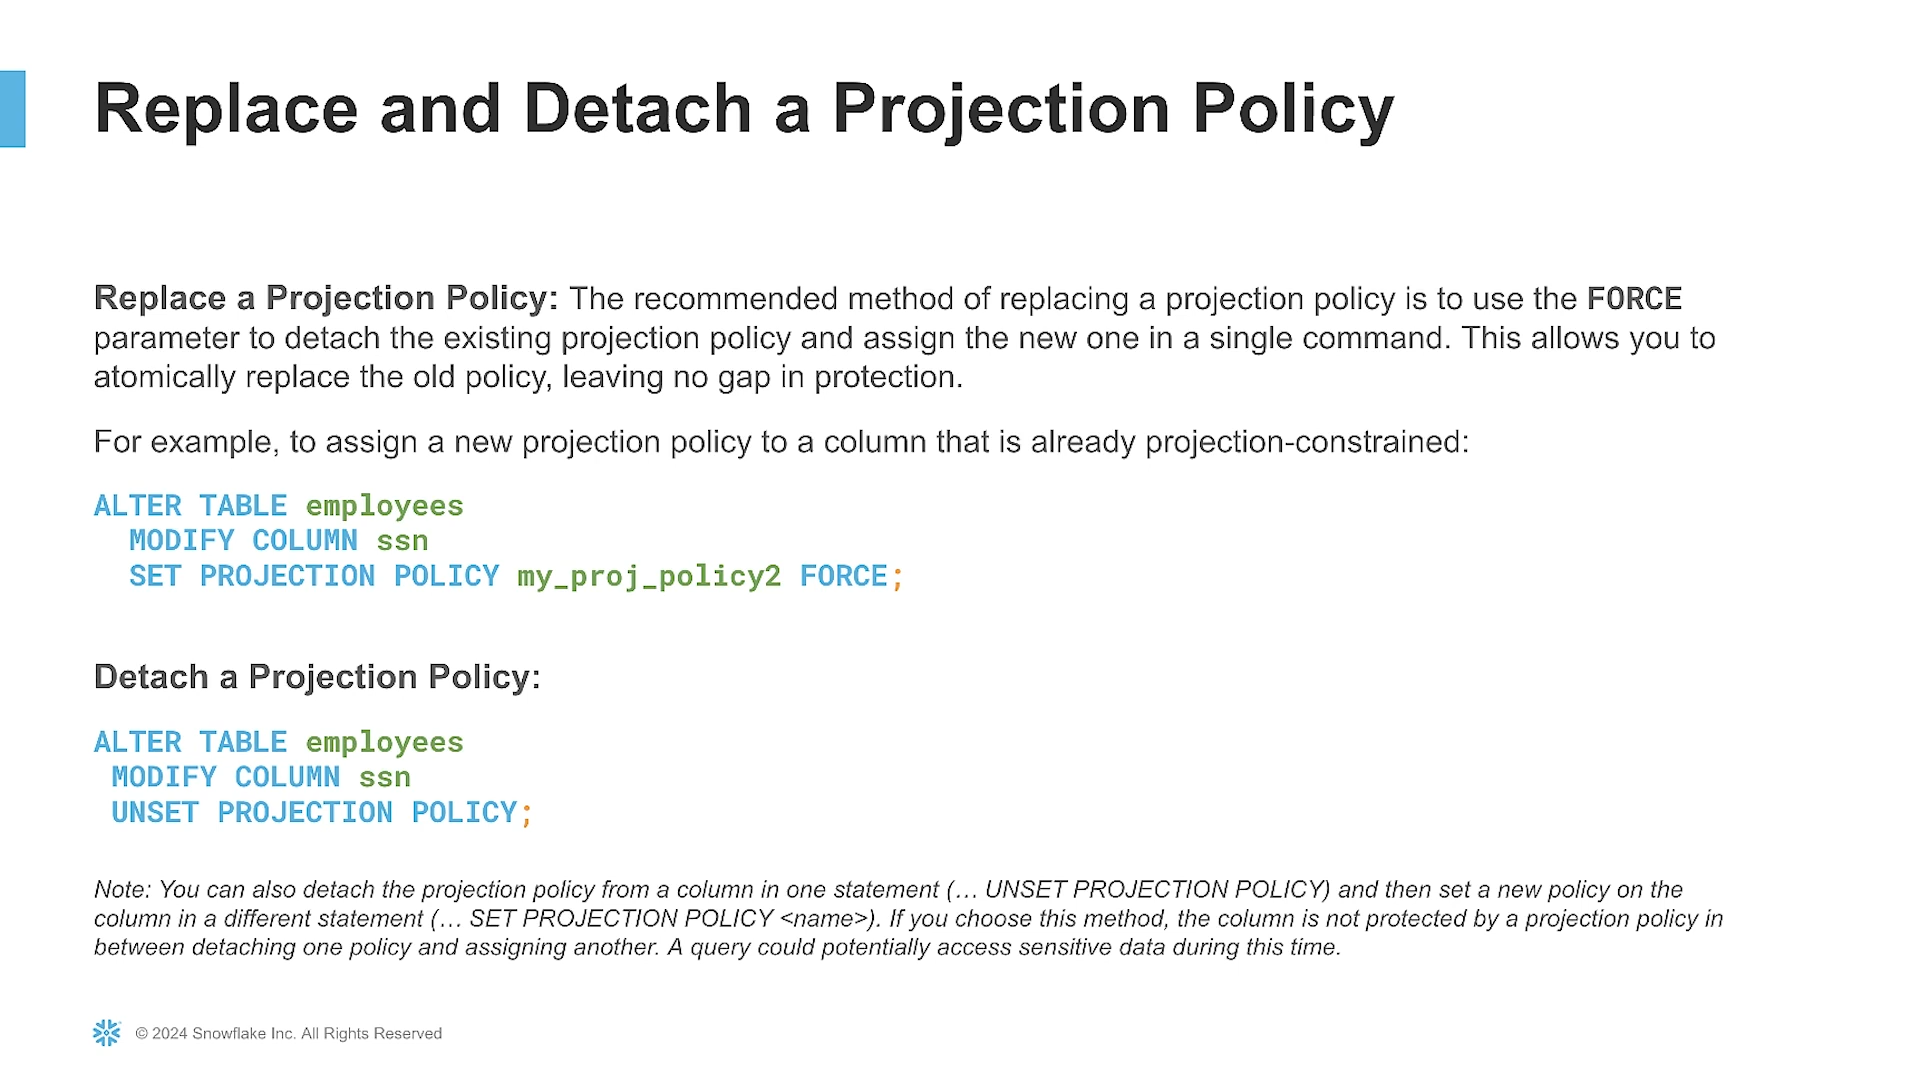 Replace and Detach a Projection Policy
Replace a Projection Policy: The recommended method of replacing a projection policy is to use the FORCE
parameter to detach the existing projection policy and assign the new one in a single command. This allows you to
atomically replace the old policy, leaving no gap in protection.
For example, to assign a new projection policy to a column that is already projection-constrained:
ALTER TABLE employees
  MODIFY COLUMN ssn
  SET PROJECTION POLICY my_proj_policy2 FORCE;
Detach a Projection Policy:
ALTER TABLE employees
 MODIFY COLUMN ssn
 UNSET PROJECTION POLICY;
Note: You can also detach the projection policy from a column in one statement (… UNSET PROJECTION POLICY) and then set a new policy on the
column in a different statement (… SET PROJECTION POLICY <name>). If you choose this method, the column is not protected by a projection policy in
between detaching one policy and assigning another. A query could potentially access sensitive data during this time.
© 2024 Snowflake Inc. All Rights Reserved